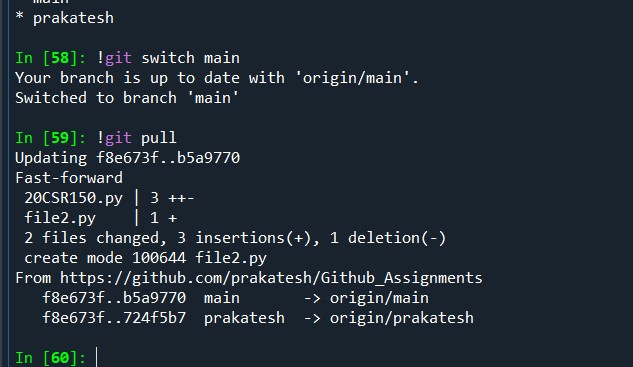 main
* prakatesh
In [58]: !git switch main
Your branch is up to date with 'origin/main'.
Switched to branch 'main'
In [59]: !git pull
Updating f8e673f..b5a9770
Fast-forward
 20CSR150.py | 3 ++-
 file2.py    | 1 +
 2 files changed, 3 insertions(+), 1 deletion(-)
 create mode 100644 file2.py
From https://github.com/prakatesh/Github_Assignments
   f8e673f..b5a9770  main       -> origin/main
   f8e673f..724f5b7  prakatesh  -> origin/prakatesh
In [60]: